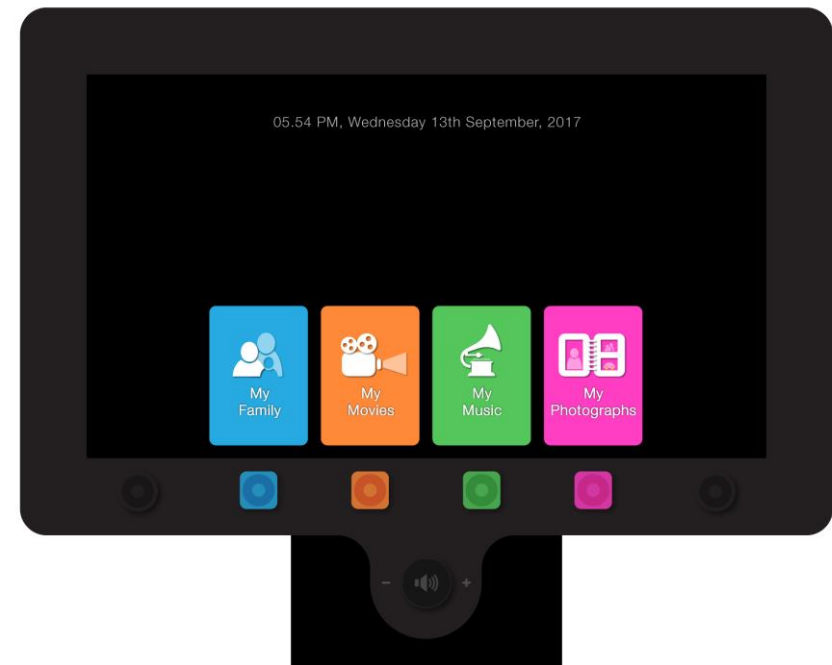 05.54 PM, Wednesday 13th September, 2017
My
Family
My
Movies
My
Music
My
Photographs
- +